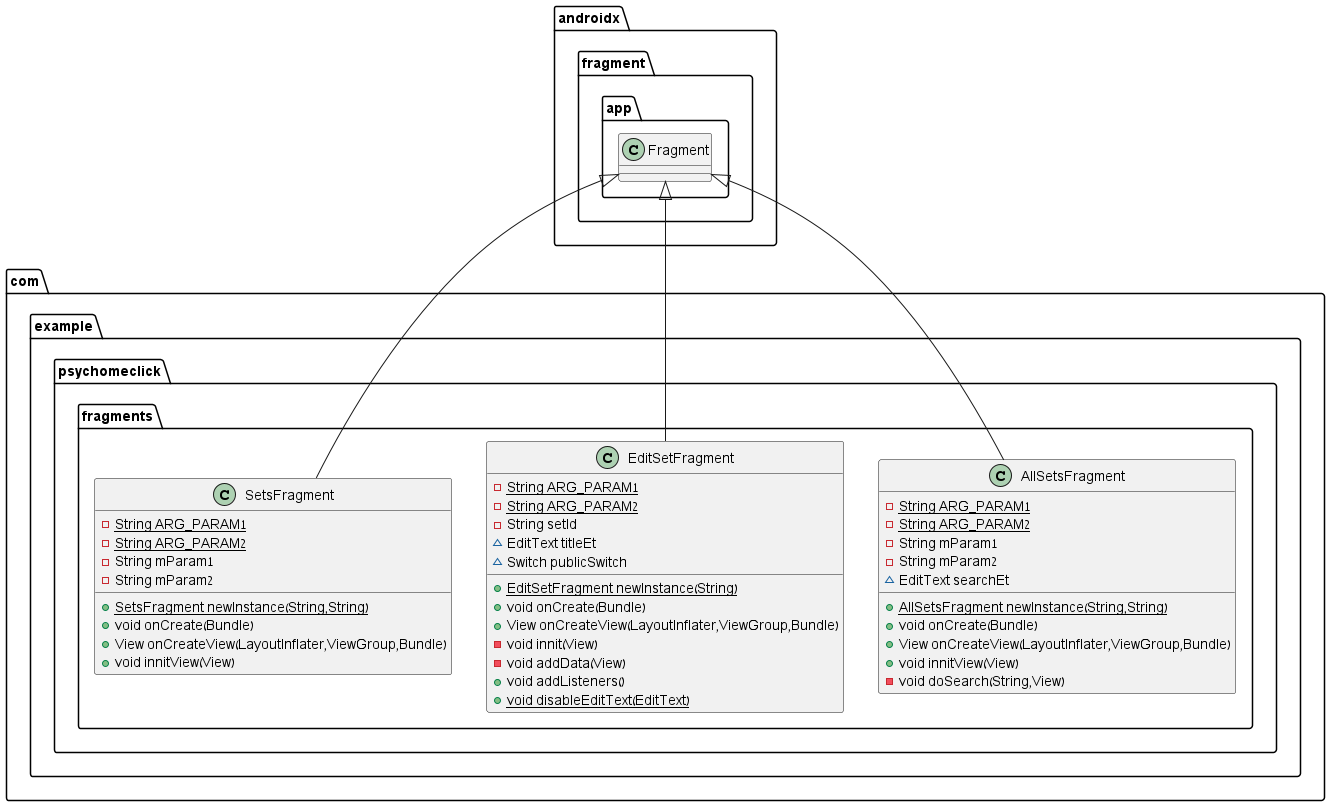 androidx
fragment
app
C Fragment
com
example
psychomeclick
fragments
C SetsFragment
String ARG_PARAM1
String ARG_PARAM2
String mParam1
String mParam2
SetsFragment newInstance(String,String)
void onCreate(Bundle)
View onCreateView(LayoutInflater,ViewGroup,Bundle)
void innitView(View)
C EditSetFragment
String ARG_PARAM1
String ARG_PARAM2
String setId
EditText titleEt
Switch publicSwitch
EditSetFragment newInstance(String)
void onCreate(Bundle)
View onCreateView(LayoutInflater,ViewGroup,Bundle)
void innit(View)
void addData(View)
void addListeners()
void disableEditText(EditText)
C AllSetsFragment
String ARG_PARAM1
String ARG_PARAM2
String mParam1
String mParam2
EditText searchEt
AllSetsFragment newInstance(String,String)
void onCreate(Bundle)
View onCreateView(LayoutInflater,ViewGroup,Bundle)
void innitView(View)
void doSearch(String,View)